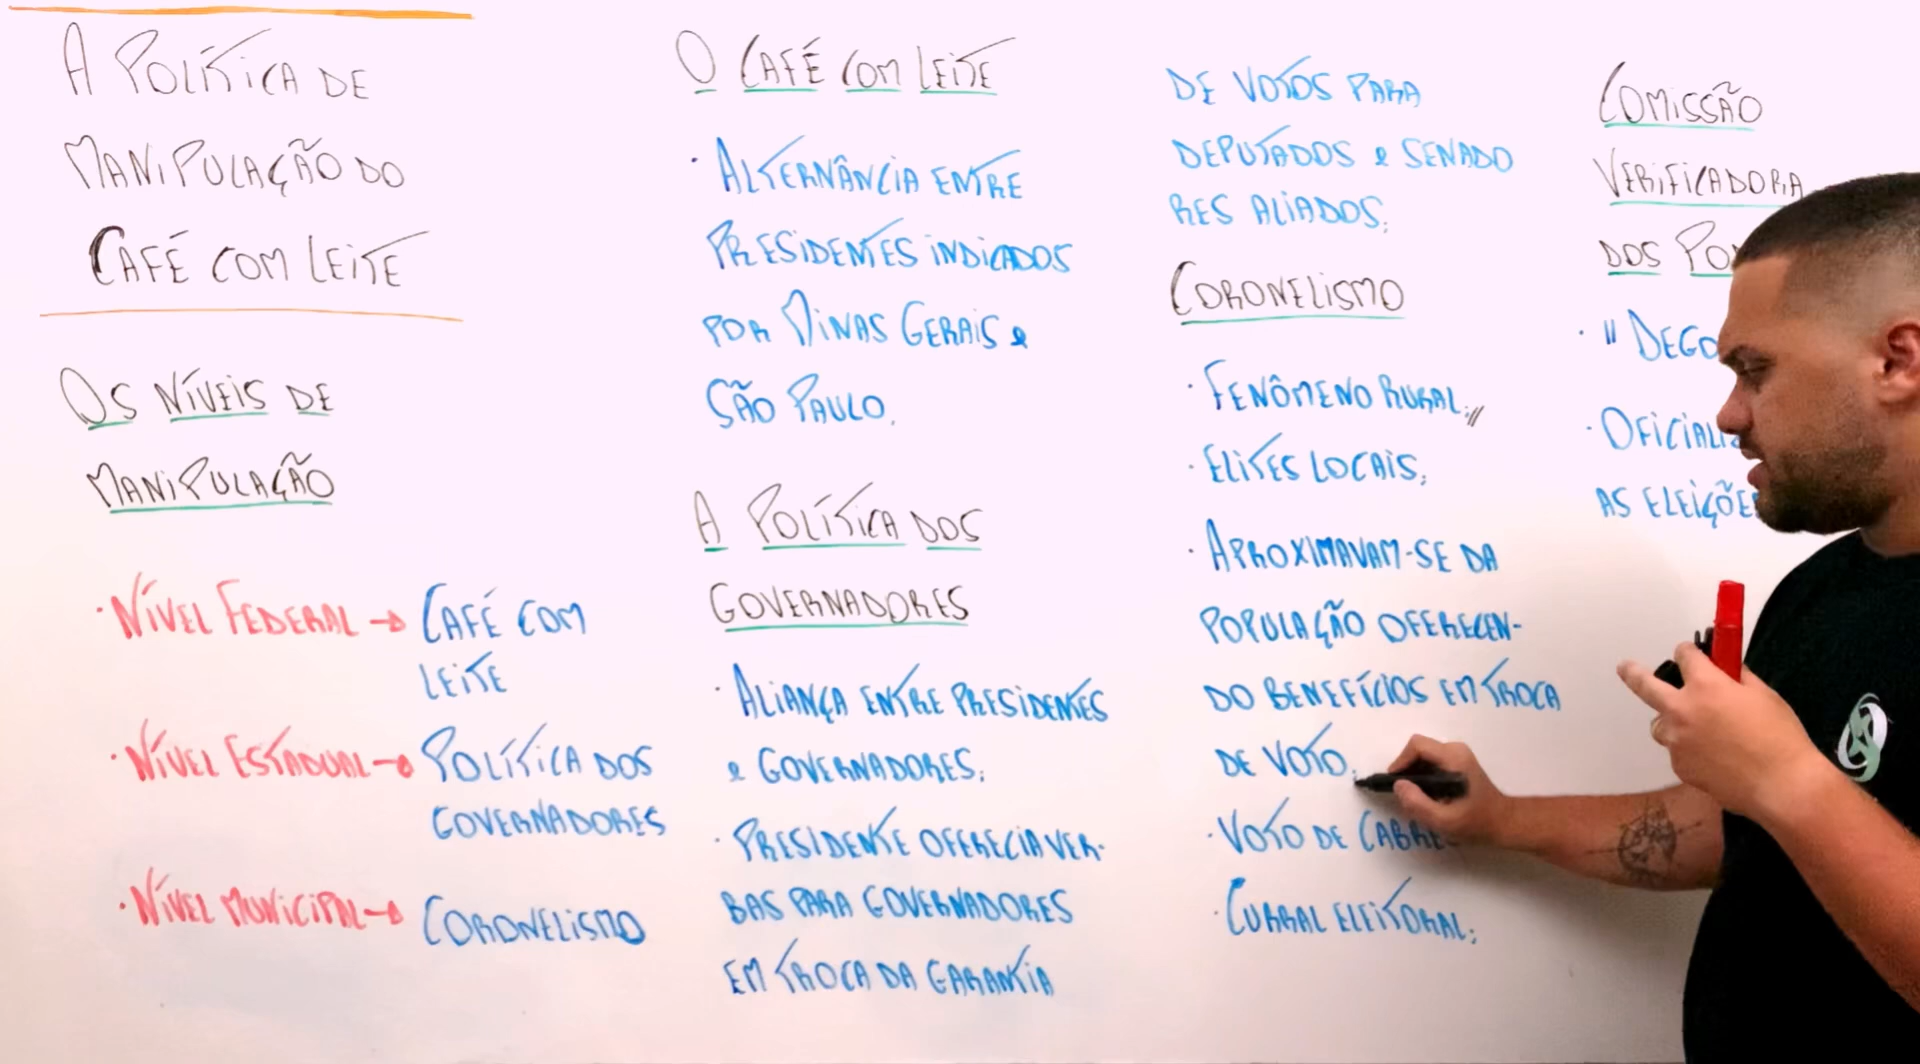 A POLÍTICA DE
MANIPULAÇÃO DO
CAFÉ COM LEITE
OS NÍVEIS DE
MANIPULAÇÃO
· NÍVEL FEDERAL → CAFÉ COM
LEITE
· NÍVEL ESTADUAL → POLÍTICA DOS
GOVERNADORES
· NÍVEL MUNICIPAL → CORONELISMO
O CAFÉ COM LEITE
· ALTERNÂNCIA ENTRE
PRESIDENTES INDICADOS
POR MINAS GERAIS e
SÃO PAULO.
A POLÍTICA DOS
GOVERNADORES
· ALIANÇA ENTRE PRESIDENTES
e GOVERNADORES;
· PRESIDENTE OFERECIA VER-
BAS PARA GOVERNADORES
EM TROCA DA GARANTIA
DE VOTOS PARA
DEPUTADOS e SENADO
RES ALIADOS;
CORONELISMO
· FENÔMENO RURAL;
· ELITES LOCAIS;
· APROXIMAVAM-SE DA
POPULAÇÃO OFERECEN-
DO BENEFÍCIOS EM TROCA
DE VOTO;
· VOTO DE
· CURRAL ELEITORAL;
COMISSÃO
VERIFICADORA
DOS
AS